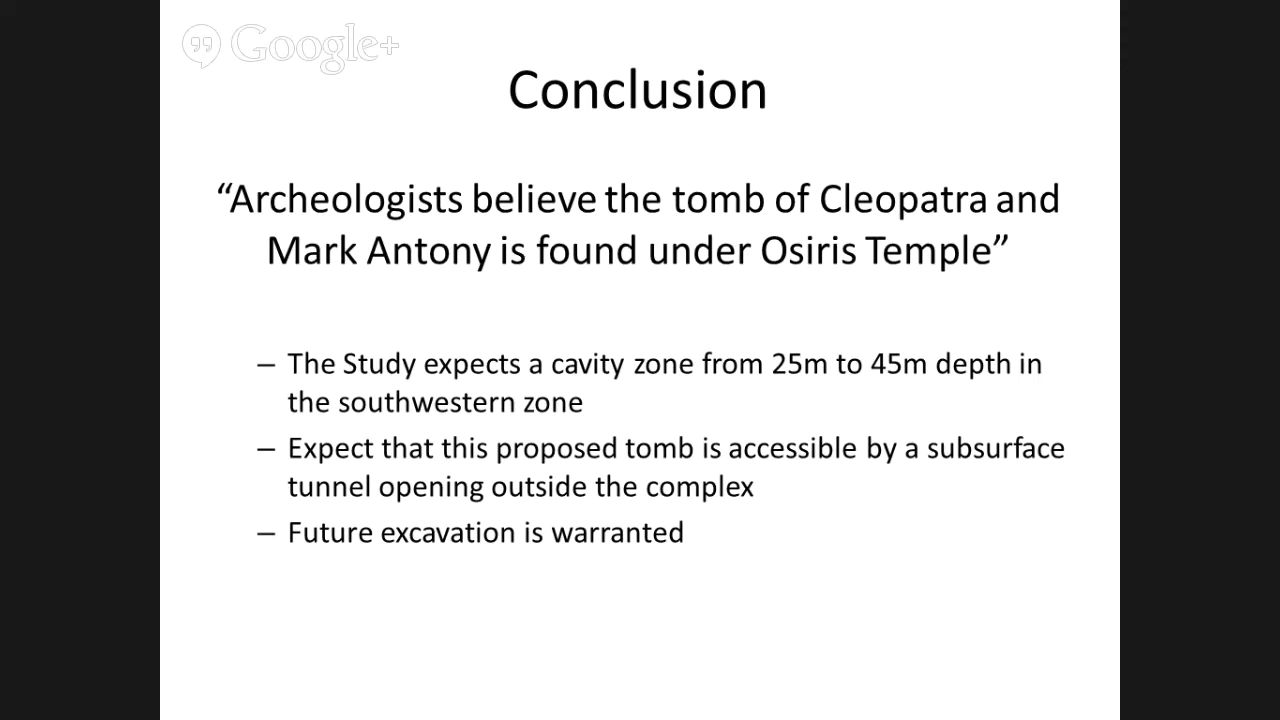 Google+
Conclusion
“Archeologists believe the tomb of Cleopatra and
Mark Antony is found under Osiris Temple”
– The Study expects a cavity zone from 25m to 45m depth in
the southwestern zone
– Expect that this proposed tomb is accessible by a subsurface
tunnel opening outside the complex
– Future excavation is warranted